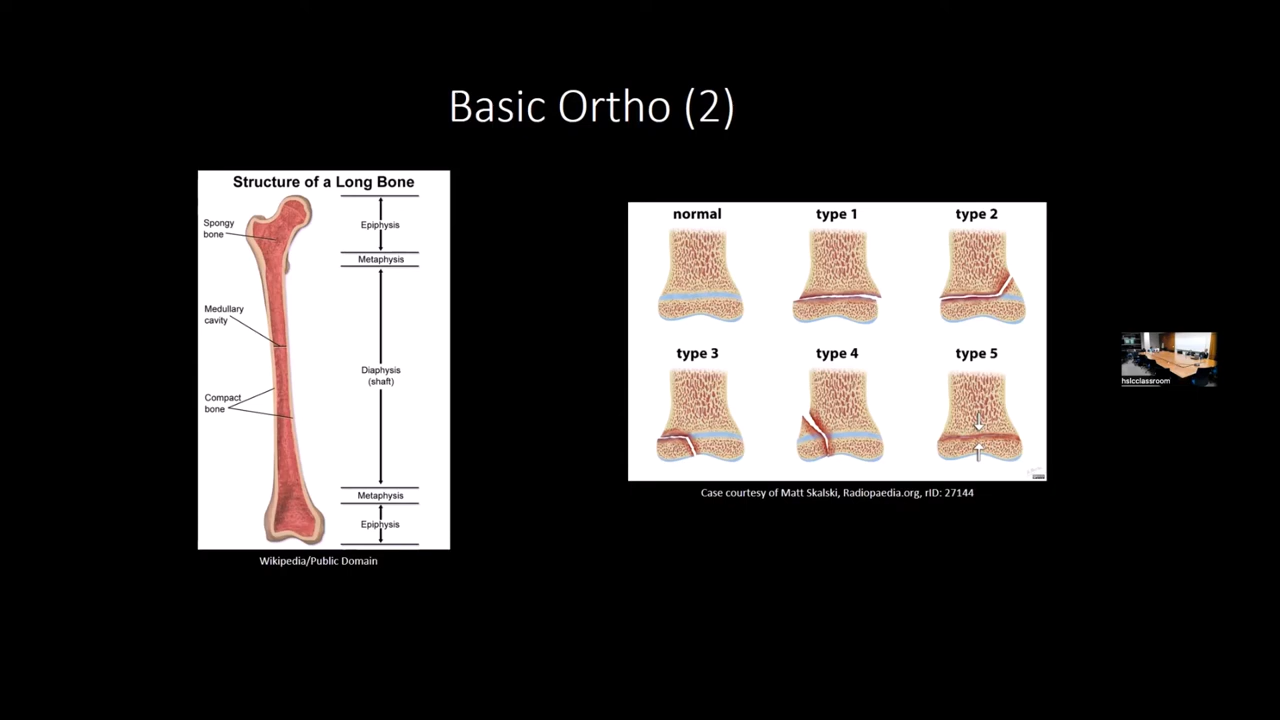 Basic Ortho (2)
Structure of a Long Bone
Spongy
bone
Medullary
cavity
Compact
bone
Epiphysis
Metaphysis
Diaphysis
(shaft)
Metaphysis
Epiphysis
Wikipedia/Public Domain
normal
type 1
type 2
type 3
type 4
type 5
Case courtesy of Matt Skalski, Radiopaedia.org, rID: 27144
hslcclassroom